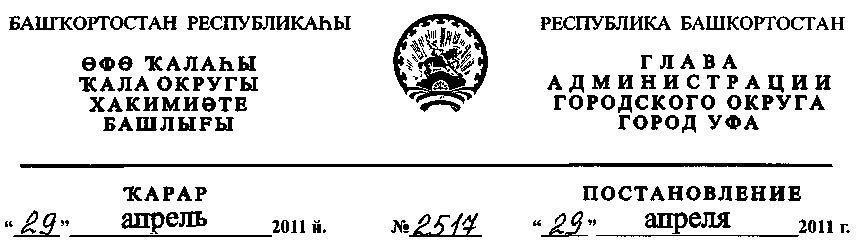 БАШҠОРТОСТАН РЕСПУБЛИКАҺЫ
ӨФӨ ҠАЛАҺЫ
ҠАЛА ОКРУГЫ
ХАКИМИӘТЕ
БАШЛЫҒЫ
РЕСПУБЛИКА БАШКОРТОСТАН
ГЛАВА
АДМИНИСТРАЦИИ
ГОРОДСКОГО ОКРУГА
ГОРОД УФА
ҠАРАР
"29" апрель 2011 й.
№ 2517
ПОСТАНОВЛЕНИЕ
"29" апреля 2011 г.